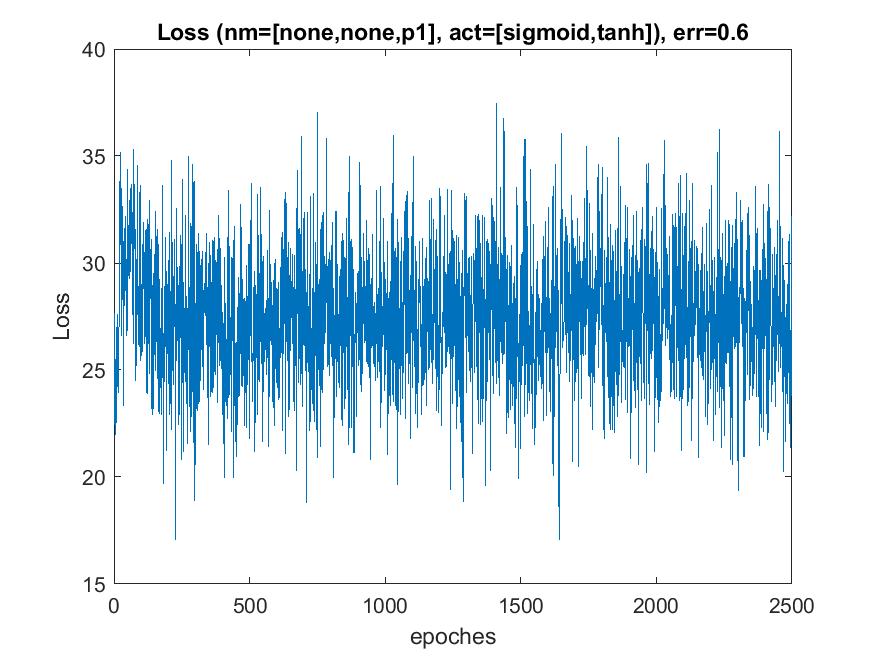 Loss (nm=[none,none,p1], act=[sigmoid,tanh]), err=0.6
40
35
30
25
20
15
Loss
0 500 1000 1500 2000 2500
epoches